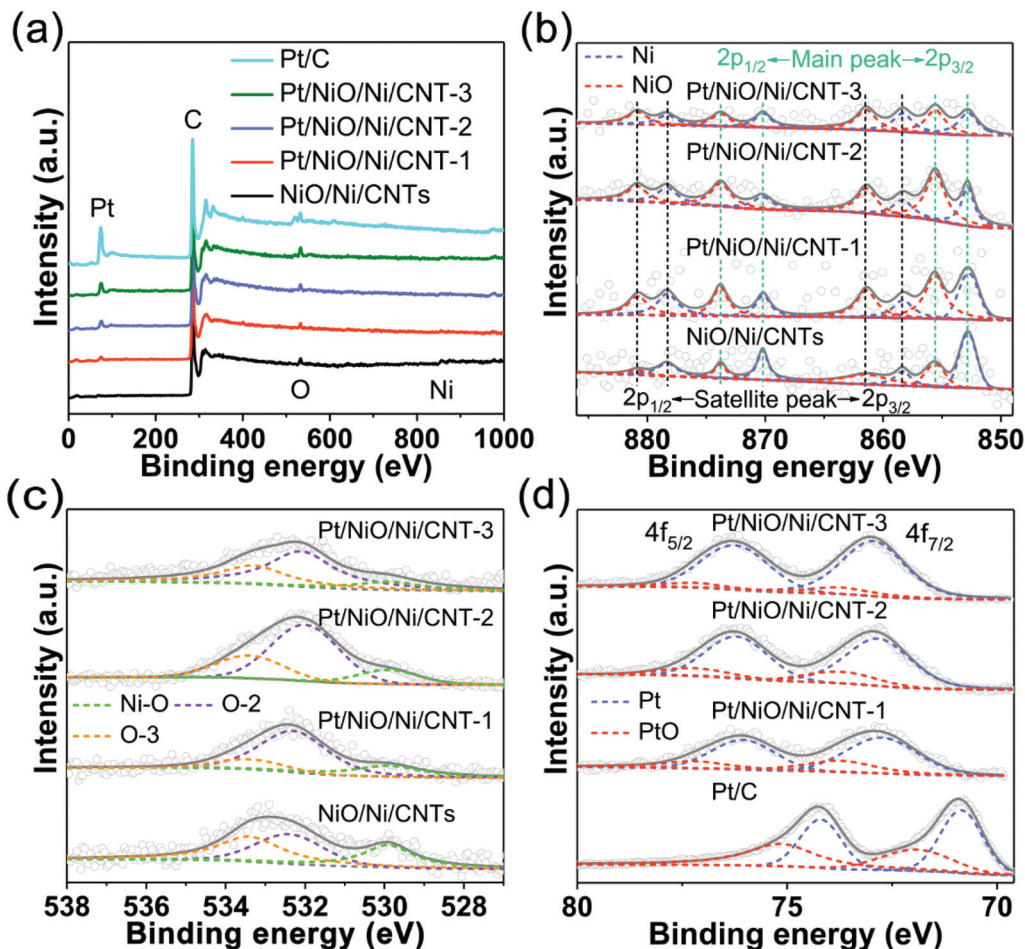 (a)
Pt/C
Pt/NiO/Ni/CNT-3
Pt/NiO/Ni/CNT-2
Pt/NiO/Ni/CNT-1
NiO/Ni/CNTs
C
Pt
O
Ni
Intensity (a.u.)
0 200 400 600 800 1000
Binding energy (eV)
(b)
Ni
NiO
2p1/2 Main peak 2p3/2
Pt/NiO/Ni/CNT-3
Pt/NiO/Ni/CNT-2
Pt/NiO/Ni/CNT-1
NiO/Ni/CNTs
2p1/2 Satellite peak 2p3/2
Intensity (a.u.)
880 870 860 850
Binding energy (eV)
(c)
Pt/NiO/Ni/CNT-3
Pt/NiO/Ni/CNT-2
Ni-O O-2
O-3
Pt/NiO/Ni/CNT-1
NiO/Ni/CNTs
Intensity (a.u.)
538 536 534 532 530 528
Binding energy (eV)
(d)
4f5/2 Pt/NiO/Ni/CNT-3 4f7/2
Pt/NiO/Ni/CNT-2
Pt
PtO
Pt/NiO/Ni/CNT-1
Pt/C
Intensity (a.u.)
80 75 70
Binding energy (eV)